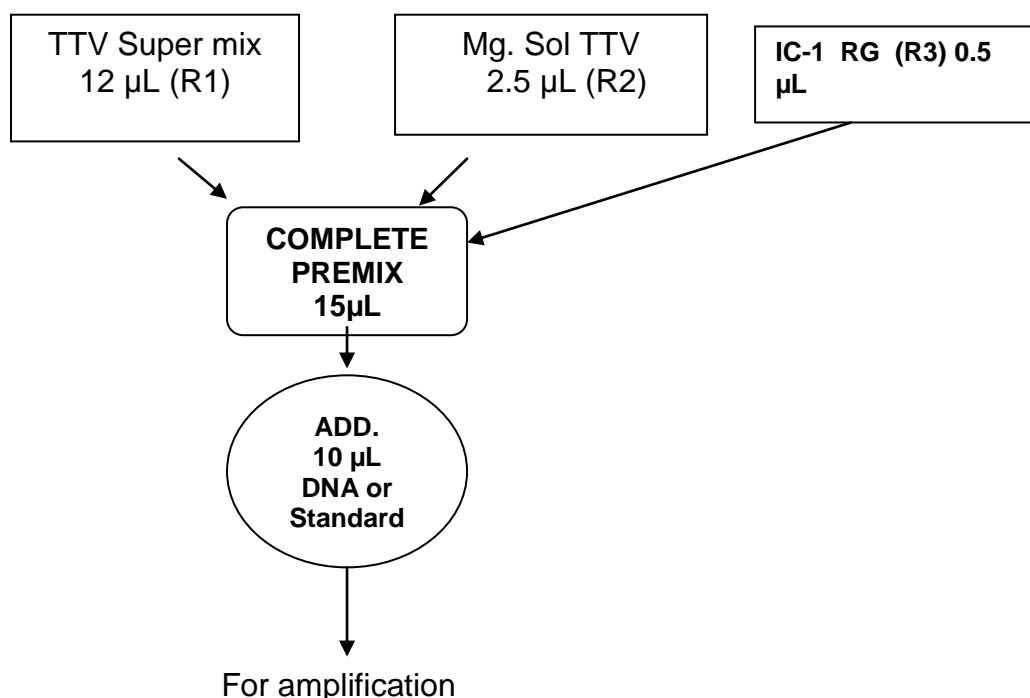 TTV Super mix
12 µL (R1)
Mg. Sol TTV
2.5 µL (R2)
IC-1 RG (R3) 0.5
µL
COMPLETE
PREMIX
15µL
ADD.
10 µL
DNA or
Standard
For amplification